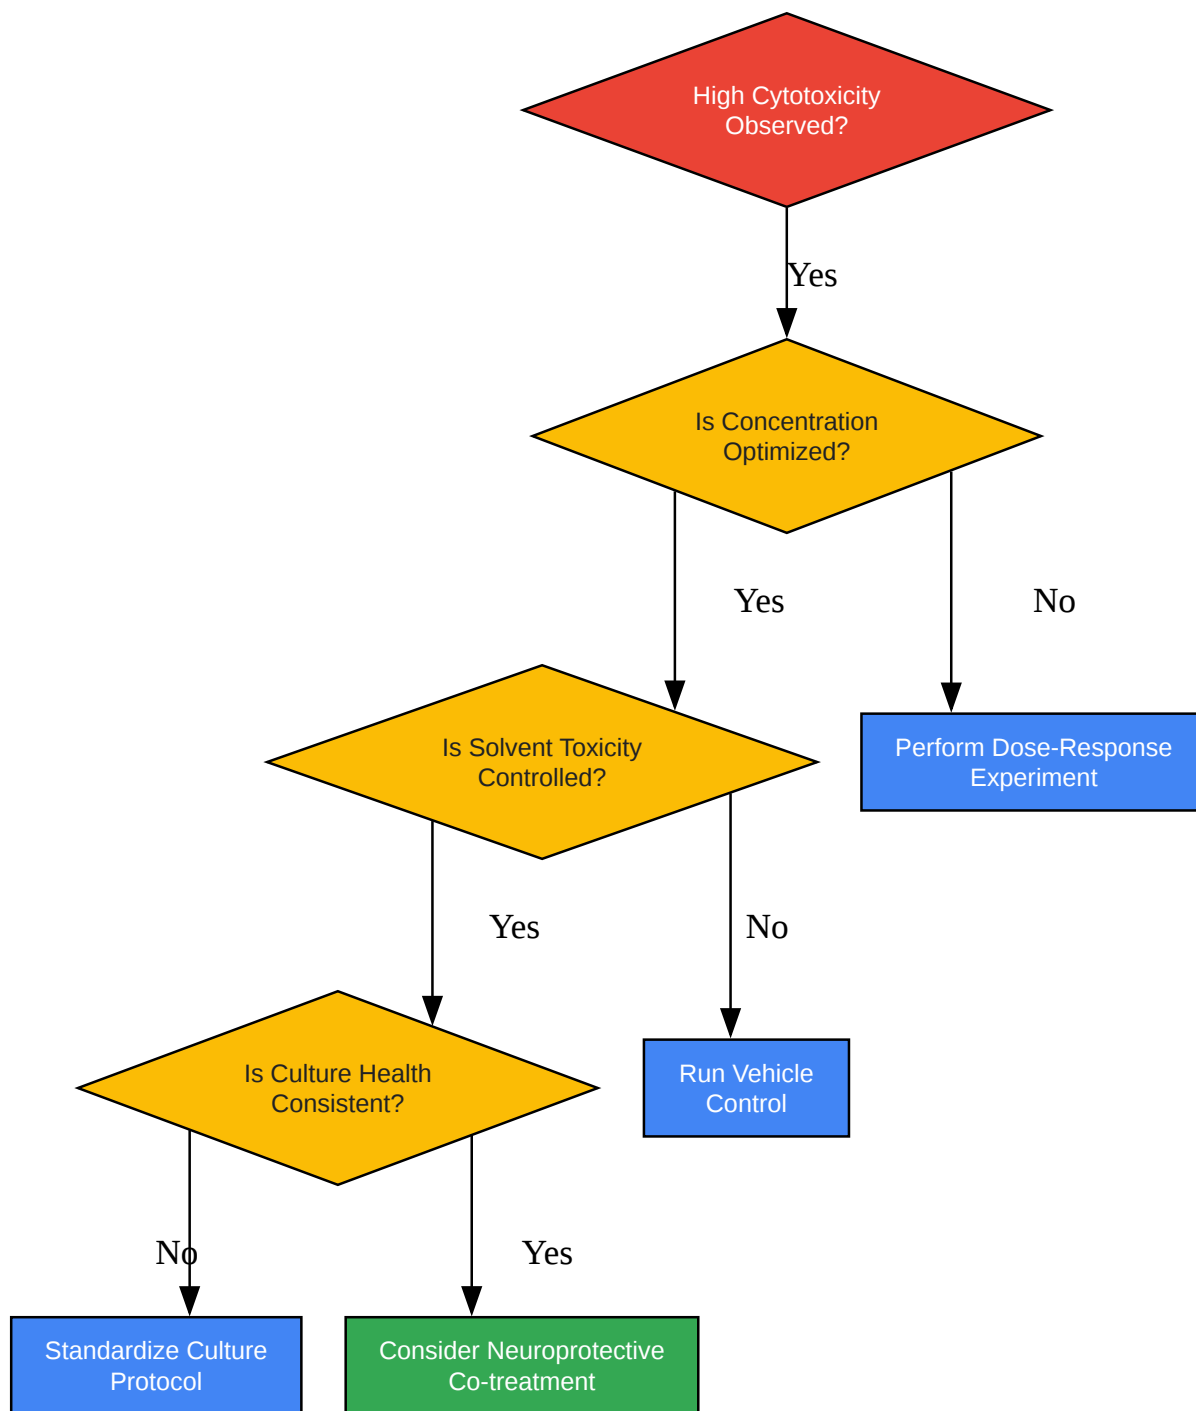 High Cytotoxicity
Observed?
Yes
Is Concentration
Optimized?
Yes
No
Is Solvent Toxicity
Controlled?
Perform Dose-Response
Experiment
Yes
No
Is Culture Health
Consistent?
Run Vehicle
Control
No
Yes
Standardize Culture
Protocol
Consider Neuroprotective
Co-treatment